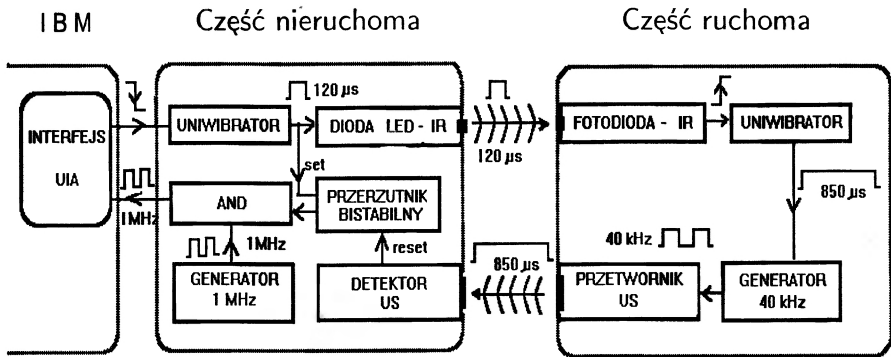 IBM
Część nieruchoma
Część ruchoma
INTERFEJS
UIA
UNIWIBRATOR
120 µs
DIODA LED - IR
120 µs
FOTODIODA - IR
UNIWIBRATOR
set
1MHz
AND
PRZERZUTNIK
BISTABILNY
850 µs
1MHz
reset
850 µs
40 kHz
GENERATOR
1 MHz
DETEKTOR
US
PRZETWORNIK
US
GENERATOR
40 kHz